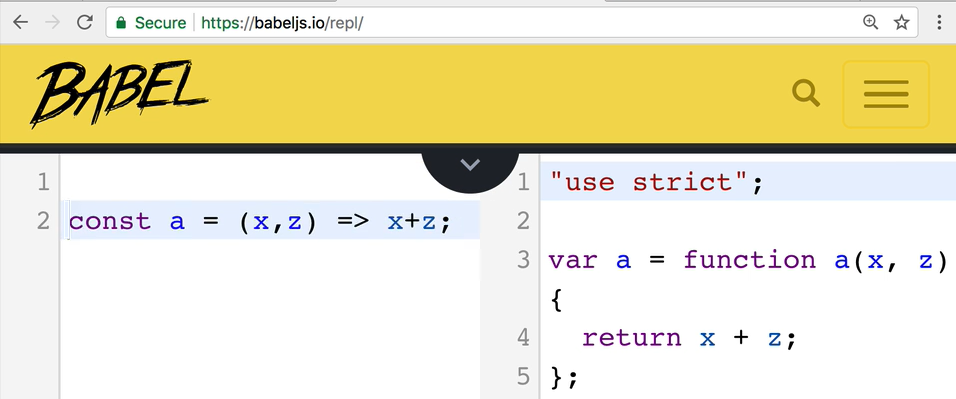 Secure https://babeljs.io/repl/
BABEL
1
2 const a = (x,z) => x+z;
1 "use strict";
2
3 var a = function a(x, z)
{
4 return x + z;
5 };